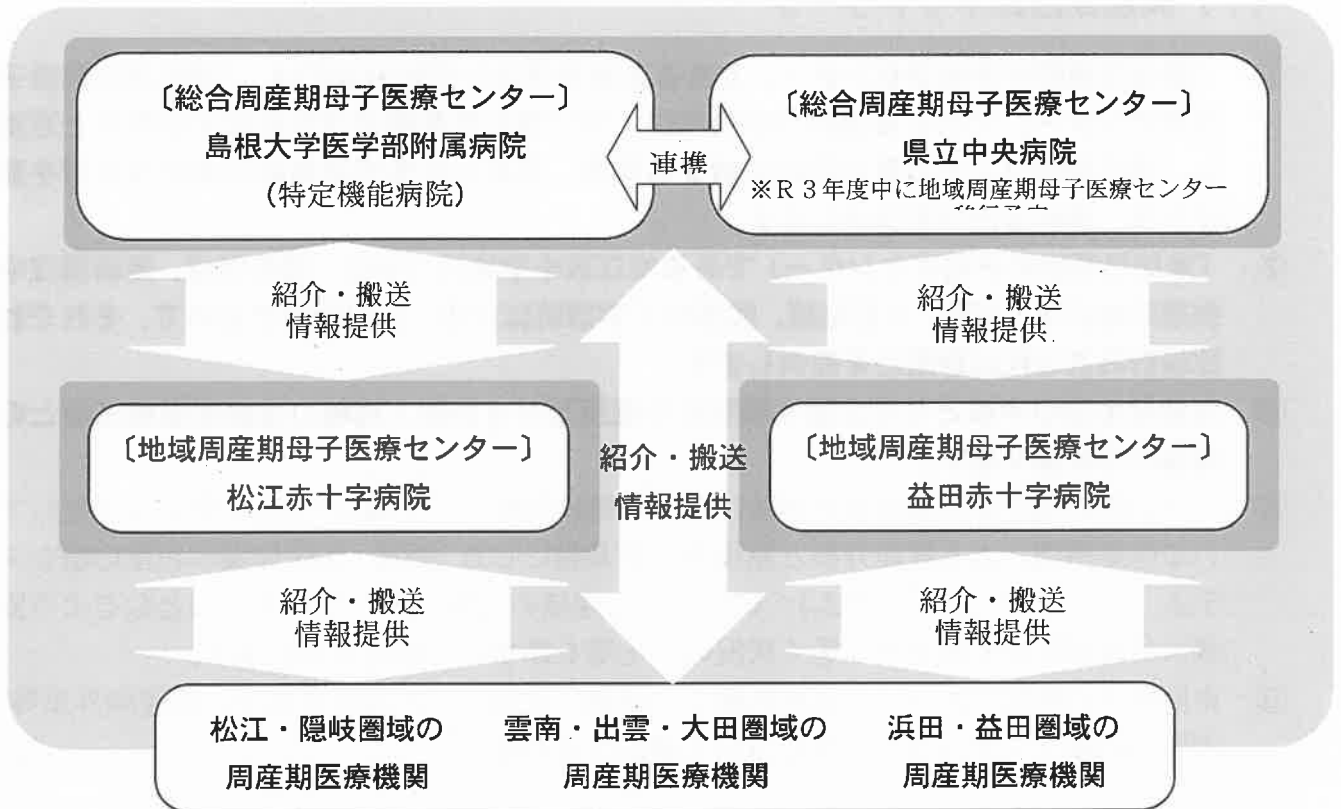 〔総合周産期母子医療センター〕
島根大学医学部附属病院
(特定機能病院)
連携
〔総合周産期母子医療センター〕
県立中央病院
※R3年度中に地域周産期母子医療センター
紹介・搬送
情報提供
紹介・搬送
情報提供
〔地域周産期母子医療センター〕
松江赤十字病院
紹介・搬送
情報提供
〔地域周産期母子医療センター〕
益田赤十字病院
紹介・搬送
情報提供
紹介・搬送
情報提供
松江・隠岐圏域の
周産期医療機関
雲南・出雲・大田圏域の
周産期医療機関
浜田・益田圏域の
周産期医療機関